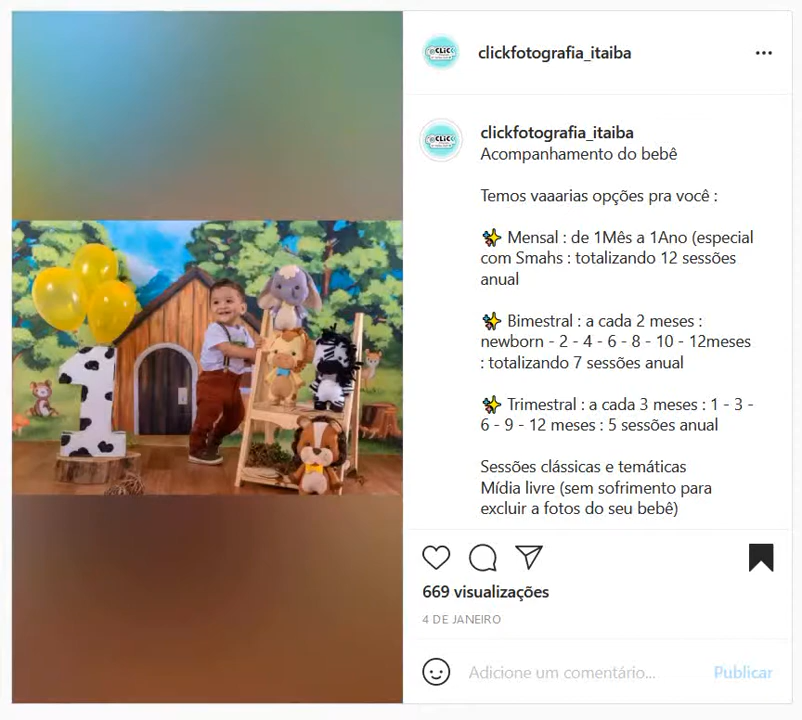 clickfotografia_itaiba
clickfotografia_itaiba
Acompanhamento do bebê
Temos vaaarias opções pra você :
✨ Mensal : de 1Mês a 1Ano (especial
com Smahs : totalizando 12 sessões
anual
✨ Bimestral : a cada 2 meses :
newborn - 2 - 4 - 6 - 8 - 10 - 12meses
: totalizando 7 sessões anual
✨ Trimestral : a cada 3 meses : 1 - 3 -
6 - 9 - 12 meses : 5 sessões anual
Sessões clássicas e temáticas
Mídia livre (sem sofrimento para
excluir a fotos do seu bebê)
669 visualizações
4 DE JANEIRO
Adicione um comentário...
Publicar
CLiCK
CLiCK
1